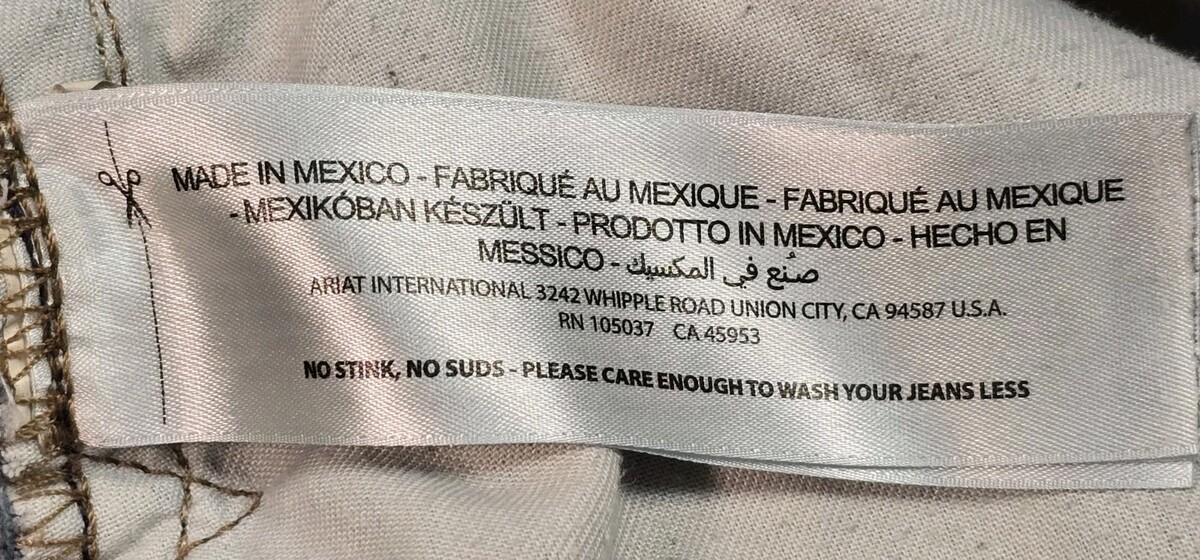 MADE IN MEXICO - FABRIQUÉ AU MEXIQUE - FABRIQUÉ AU MEXIQUE
- MEXIKÓBAN KÉSZÜLT - PRODOTTO IN MEXICO - HECHO EN
MESSICO - صُنع في المكسيك
ARIAT INTERNATIONAL 3242 WHIPPLE ROAD UNION CITY, CA 94587 U.S.A.
RN 105037 CA 45953
NO STINK, NO SUDS - PLEASE CARE ENOUGH TO WASH YOUR JEANS LESS